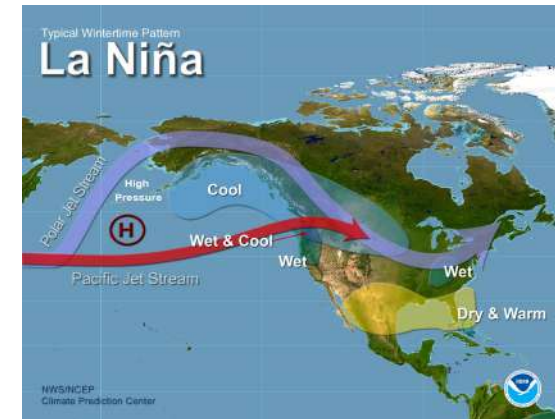 Typical Wintertime Pattern
La Niña
Polar Jet Stream
High
Pressure
H
Cool
Wet & Cool
Wet
Pacific Jet Stream
Wet
Dry & Warm
NWS/NCEP
Climate Prediction Center